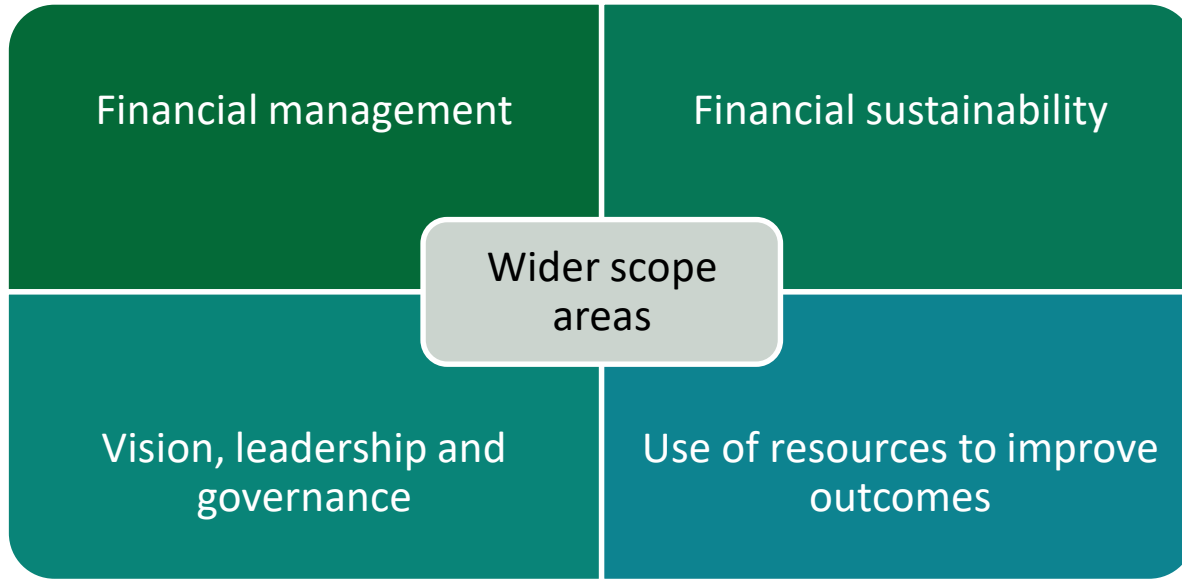 Financial management
Financial sustainability
Wider scope
areas
Vision, leadership and
governance
Use of resources to improve
outcomes